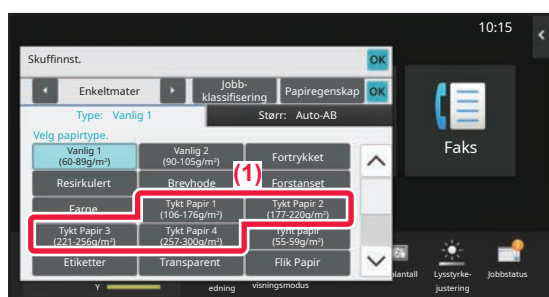 10:15
Skuffinnst.
OK
Enkeltmater
Jobb-
klassifisering
Papiregenskap
OK
Type: Vanlig 1
Størr: Auto-AB
Velg papirtype.
Vanlig 1
(60-89g/m²)
Vanlig 2
(90-105g/m²)
Fortrykket
Resirkulert
Brevhode
(1)
Forstanset
Farge
Tykt Papir 1
(106-176g/m²)
Tykt Papir 2
(177-220g/m²)
Tykt Papir 3
(221-256g/m²)
Tykt Papir 4
(257-300g/m²)
Tynt papir
(55-59g/m²)
Etiketter
Transparent
Flik Papir
Faks
Y
edning
visningsmodus
lantall
Lysstyrke-
justering
Jobbstatus